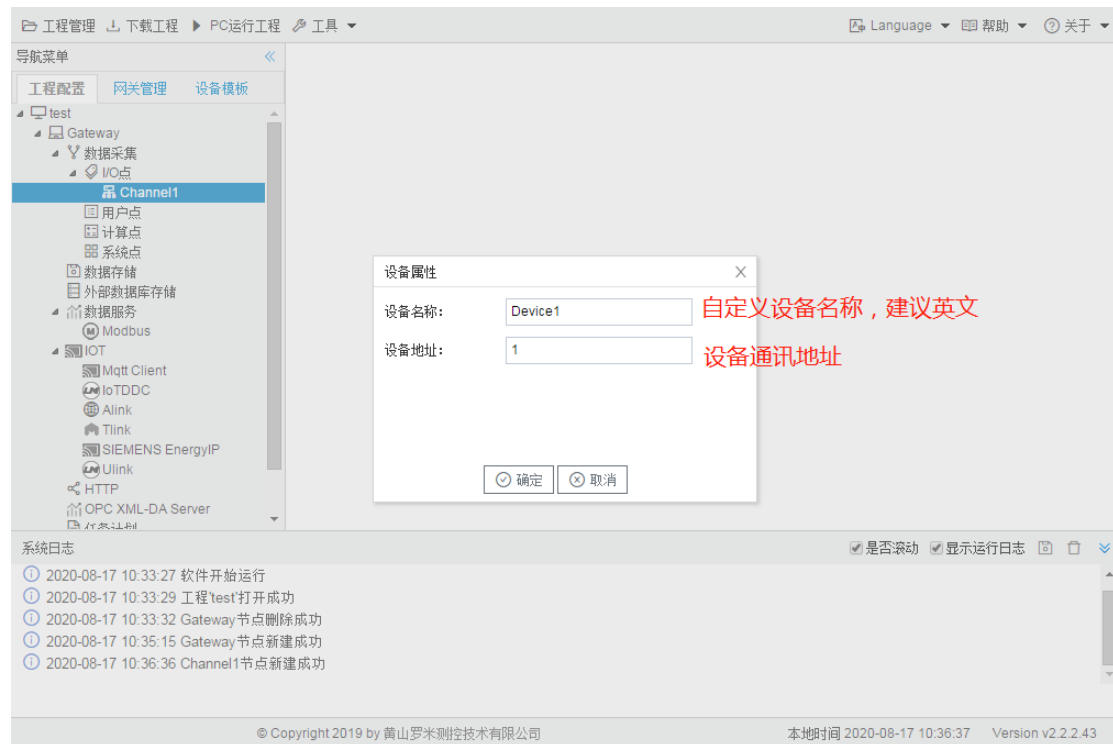 工程管理 下载工程 PC运行工程 工具 Language 帮助 关于
导航菜单
工程配置 网关管理 设备模板
test
Gateway
数据采集
I/O点
Channel1
用户点
计算点
系统点
数据存储
外部数据库存储
数据服务
Modbus
IOT
Mqtt Client
IoTDDC
Alink
Tlink
SIEMENS EnergyIP
Ulink
HTTP
OPC XML-DA Server
设备属性
设备名称: Device1 自定义设备名称，建议英文
设备地址: 1 设备通讯地址
确定 取消
系统日志 是否滚动 显示运行日志
2020-08-17 10:33:27 软件开始运行
2020-08-17 10:33:29 工程'test'打开成功
2020-08-17 10:33:32 Gateway节点删除成功
2020-08-17 10:35:15 Gateway节点新建成功
2020-08-17 10:36:36 Channel1节点新建成功
© Copyright 2019 by 黄山罗米测控技术有限公司 本地时间 2020-08-17 10:36:37 Version v2.2.2.43